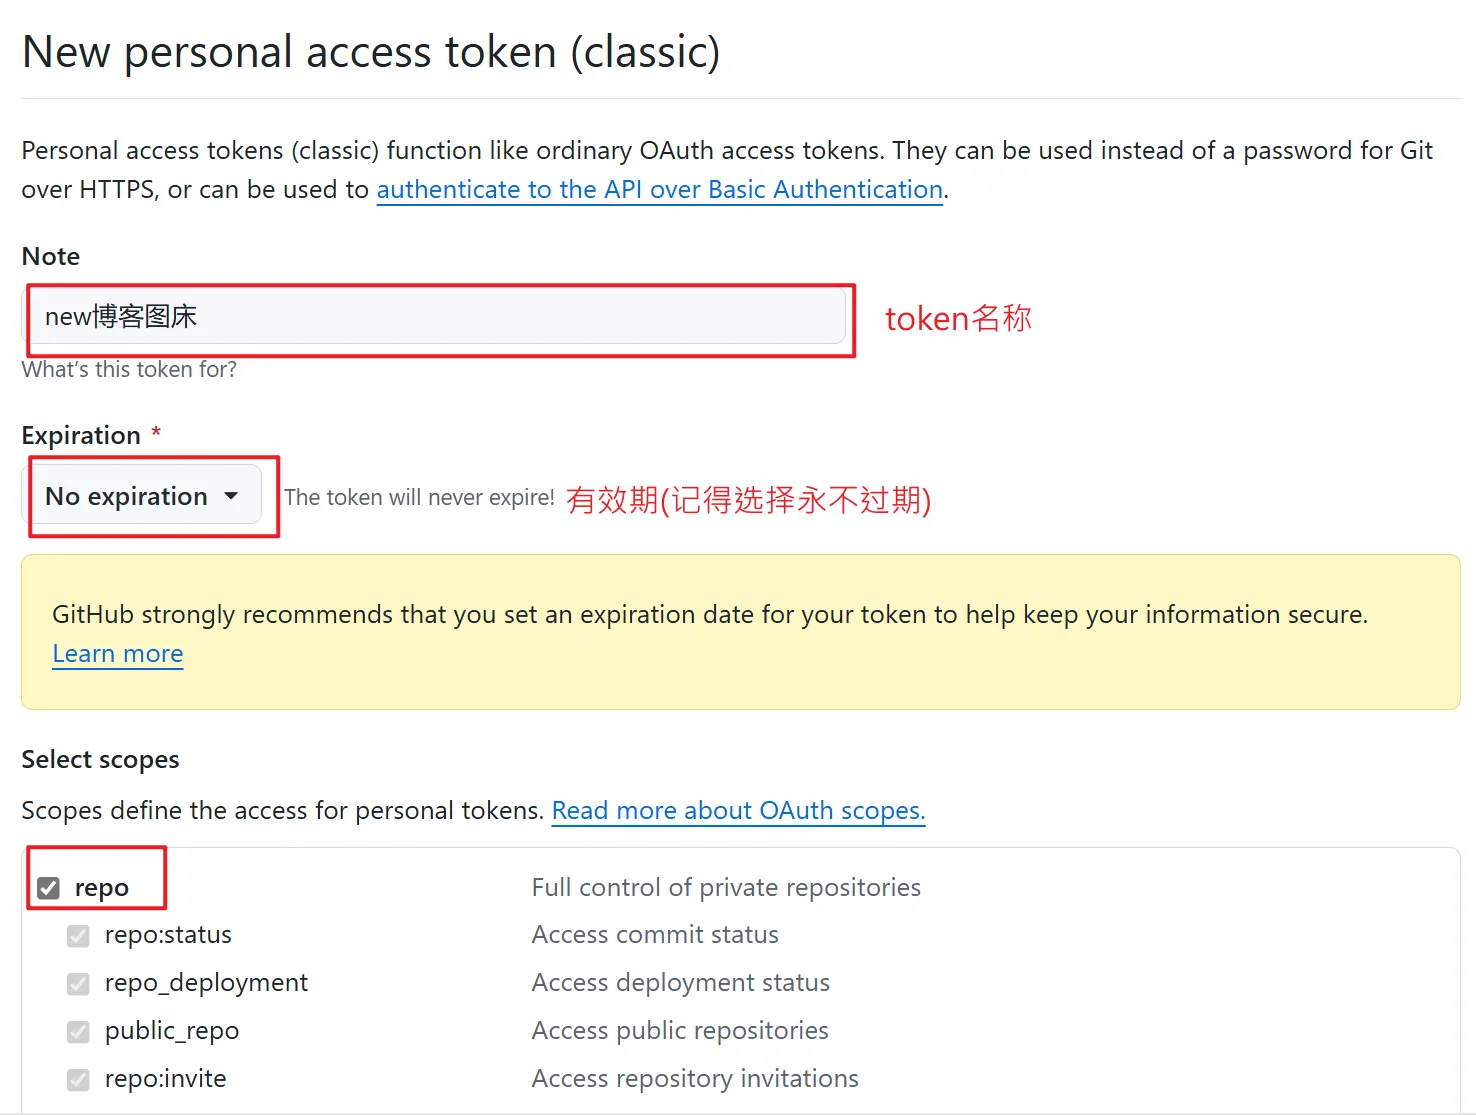 New personal access token (classic)
Personal access tokens (classic) function like ordinary OAuth access tokens. They can be used instead of a password for Git
over HTTPS, or can be used to authenticate to the API over Basic Authentication.
Note
new博客图床 token名称
What's this token for?
Expiration *
No expiration The token will never expire! 有效期(记得选择永不过期)
GitHub strongly recommends that you set an expiration date for your token to help keep your information secure.
Learn more
Select scopes
Scopes define the access for personal tokens. Read more about OAuth scopes.
repo Full control of private repositories
repo:status Access commit status
repo_deployment Access deployment status
public_repo Access public repositories
repo:invite Access repository invitations